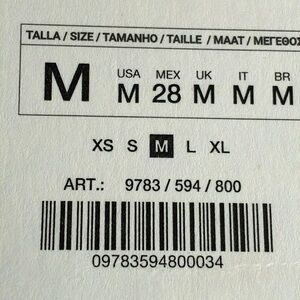 TALLA / SIZE / TAMANHO / TAILLE / MAAT / ΜΕΓΕΘΟΣ
USA MEX UK IT BR
M M 28 M M M
XS S M L XL
ART.: 9783 / 594 / 800
09783594800034